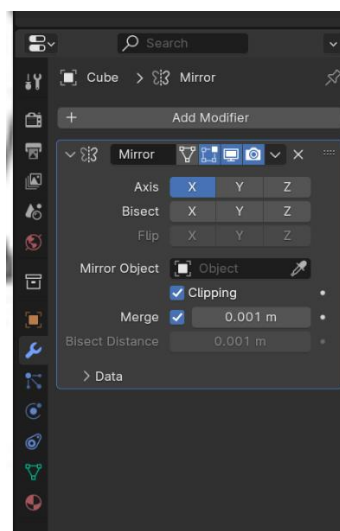 Search
Cube > Mirror
+ Add Modifier
Mirror
Axis X Y Z
Bisect X Y Z
Flip X Y Z
Mirror Object Object
Clipping
Merge 0.001 m
Bisect Distance 0.001 m
> Data